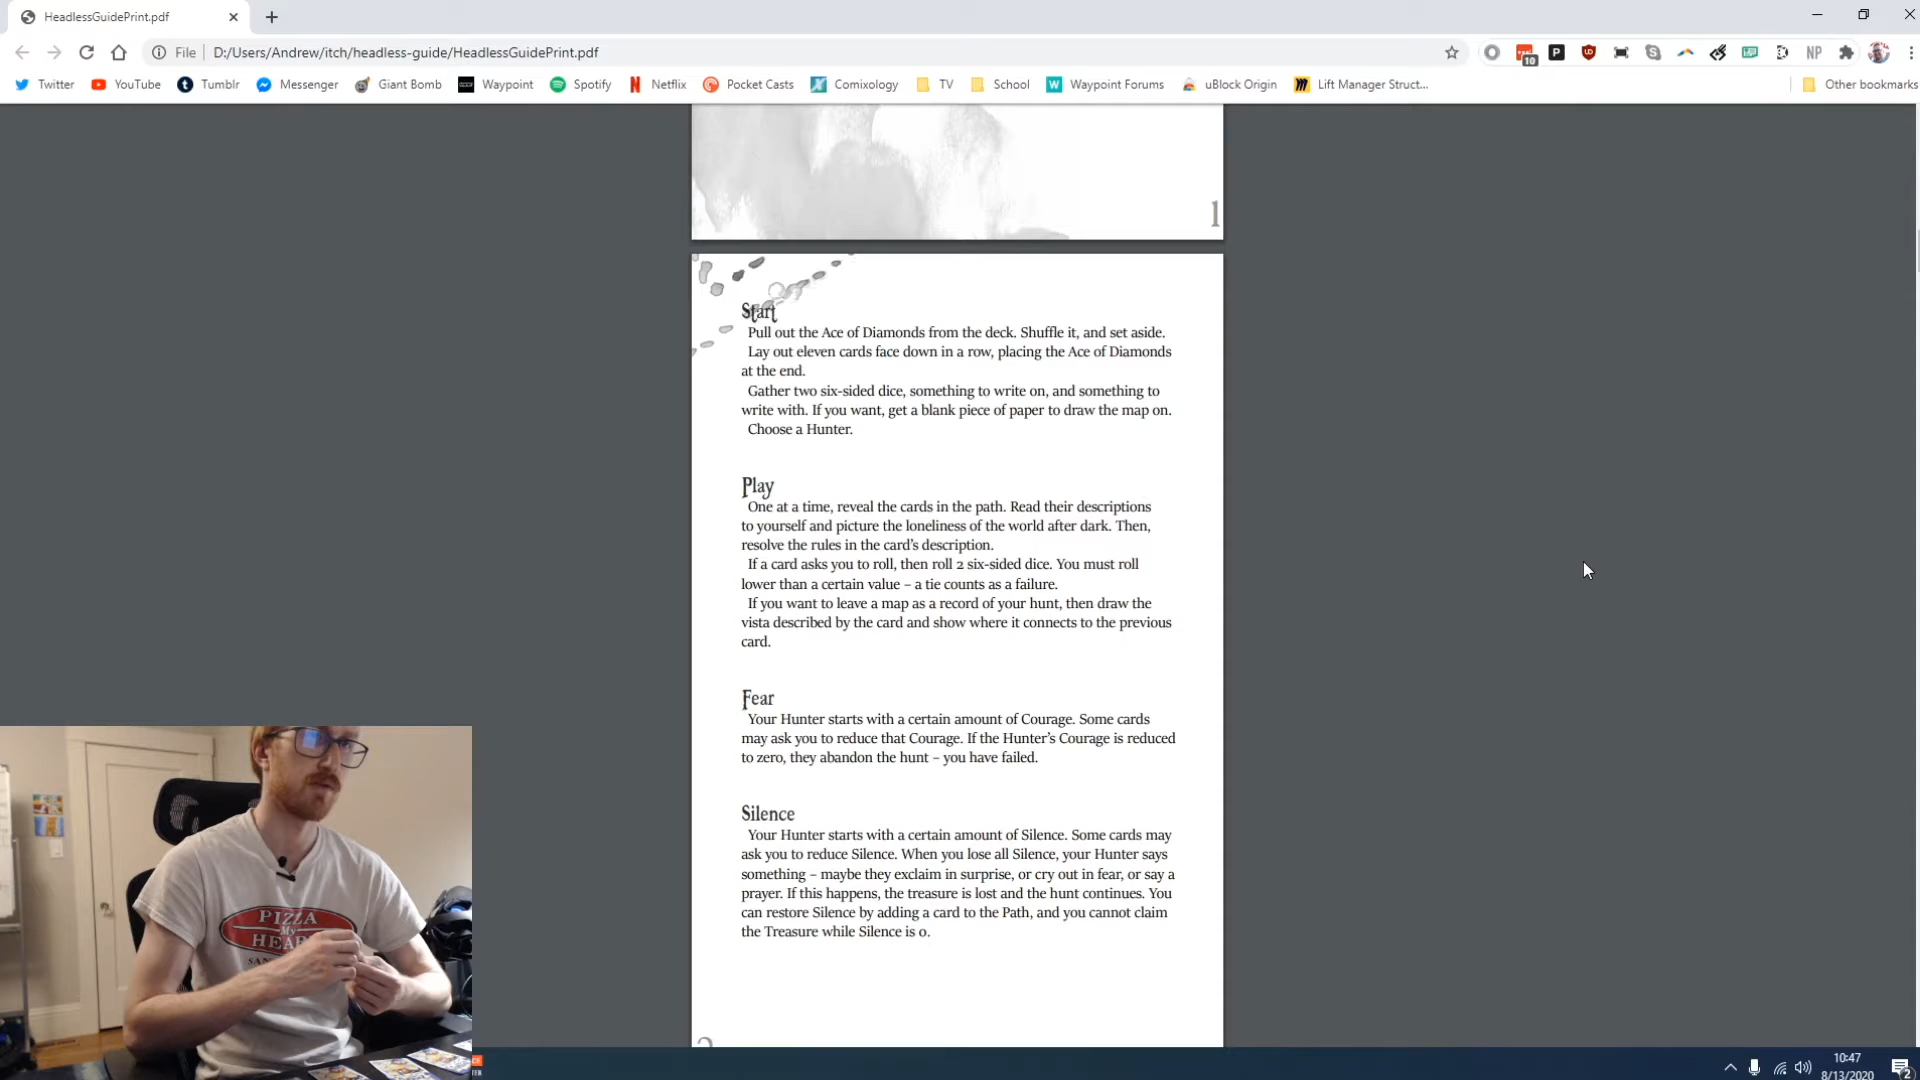 HeadlessGuidePrint.pdf
File
D:/Users/Andrew/itch/headless-guide/HeadlessGuidePrint.pdf
10
P
NP
Twitter
YouTube
Tumblr
Messenger
Giant Bomb
Waypoint
Spotify
Netflix
Pocket Casts
Comixology
TV
School
W
Waypoint Forums
uBlock Origin
Lift Manager Struct...
Other bookmarks
1
Start
Pull out the Ace of Diamonds from the deck. Shuffle it, and set aside.
Lay out eleven cards face down in a row, placing the Ace of Diamonds
at the end.
Gather two six-sided dice, something to write on, and something to
write with. If you want, get a blank piece of paper to draw the map on.
Choose a Hunter.
Play
One at a time, reveal the cards in the path. Read their descriptions
to yourself and picture the loneliness of the world after dark. Then,
resolve the rules in the card's description.
If a card asks you to roll, then roll 2 six-sided dice. You must roll
lower than a certain value – a tie counts as a failure.
If you want to leave a map as a record of your hunt, then draw the
vista described by the card and show where it connects to the previous
card.
Fear
Your Hunter starts with a certain amount of Courage. Some cards
may ask you to reduce that Courage. If the Hunter's Courage is reduced
to zero, they abandon the hunt – you have failed.
Silence
Your Hunter starts with a certain amount of Silence. Some cards may
ask you to reduce Silence. When you lose all Silence, your Hunter says
something – maybe they exclaim in surprise, or cry out in fear, or say a
prayer. If this happens, the treasure is lost and the hunt continues. You
can restore Silence by adding a card to the Path, and you cannot claim
the Treasure while Silence is 0.
PIZZA
My
HEART
10:47
8/13/2020
2